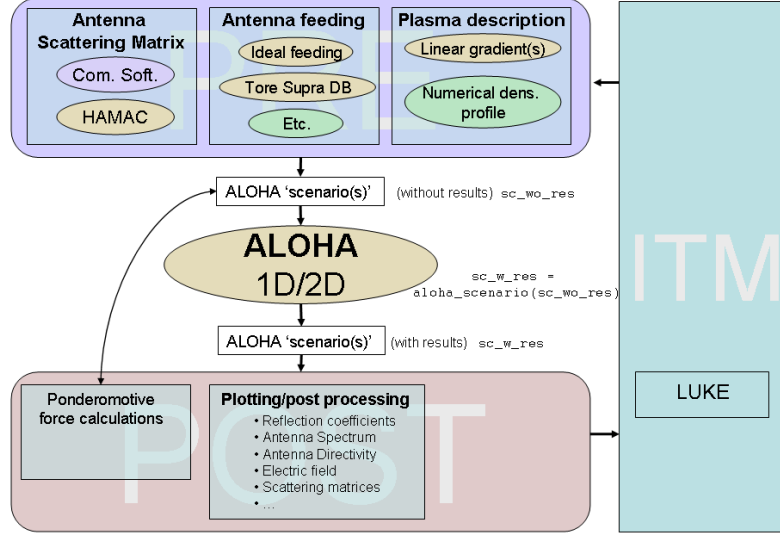 PRE
Antenna
Scattering Matrix
Com. Soft.
HAMAC
Antenna feeding
Ideal feeding
Tore Supra DB
Etc.
Plasma description
Linear gradient(s)
Numerical dens.
profile
ALOHA ‘scenario(s)’
(without results) sc_wo_res
ALOHA
1D/2D
sc_w_res =
aloha_scenario(sc_wo_res)
ALOHA ‘scenario(s)’
(with results) sc_w_res
POST
Ponderomotive
force calculations
Plotting/post processing
• Reflection coefficients
• Antenna Spectrum
• Antenna Directivity
• Electric field
• Scattering matrices
• ...
ITM
LUKE